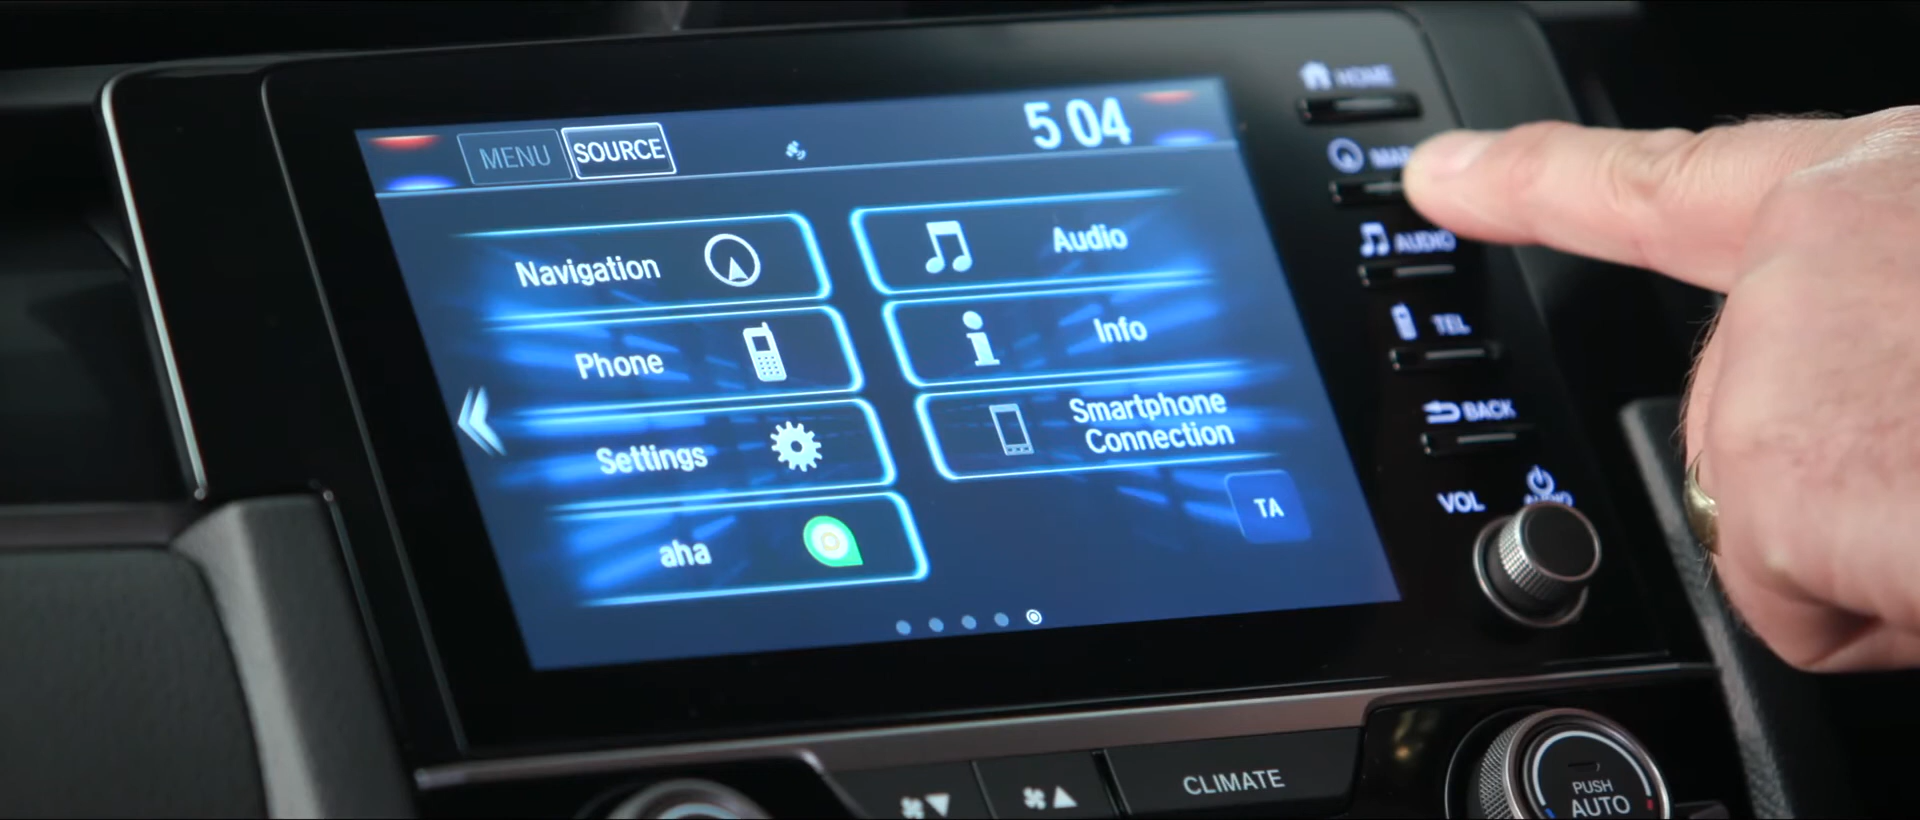 HOME
MENU
SOURCE
5 04
Navigation
Audio
AUDIO
Phone
Info
TEL
Settings
Smartphone
Connection
BACK
aha
TA
VOL
AUDIO
CLIMATE
PUSH
AUTO